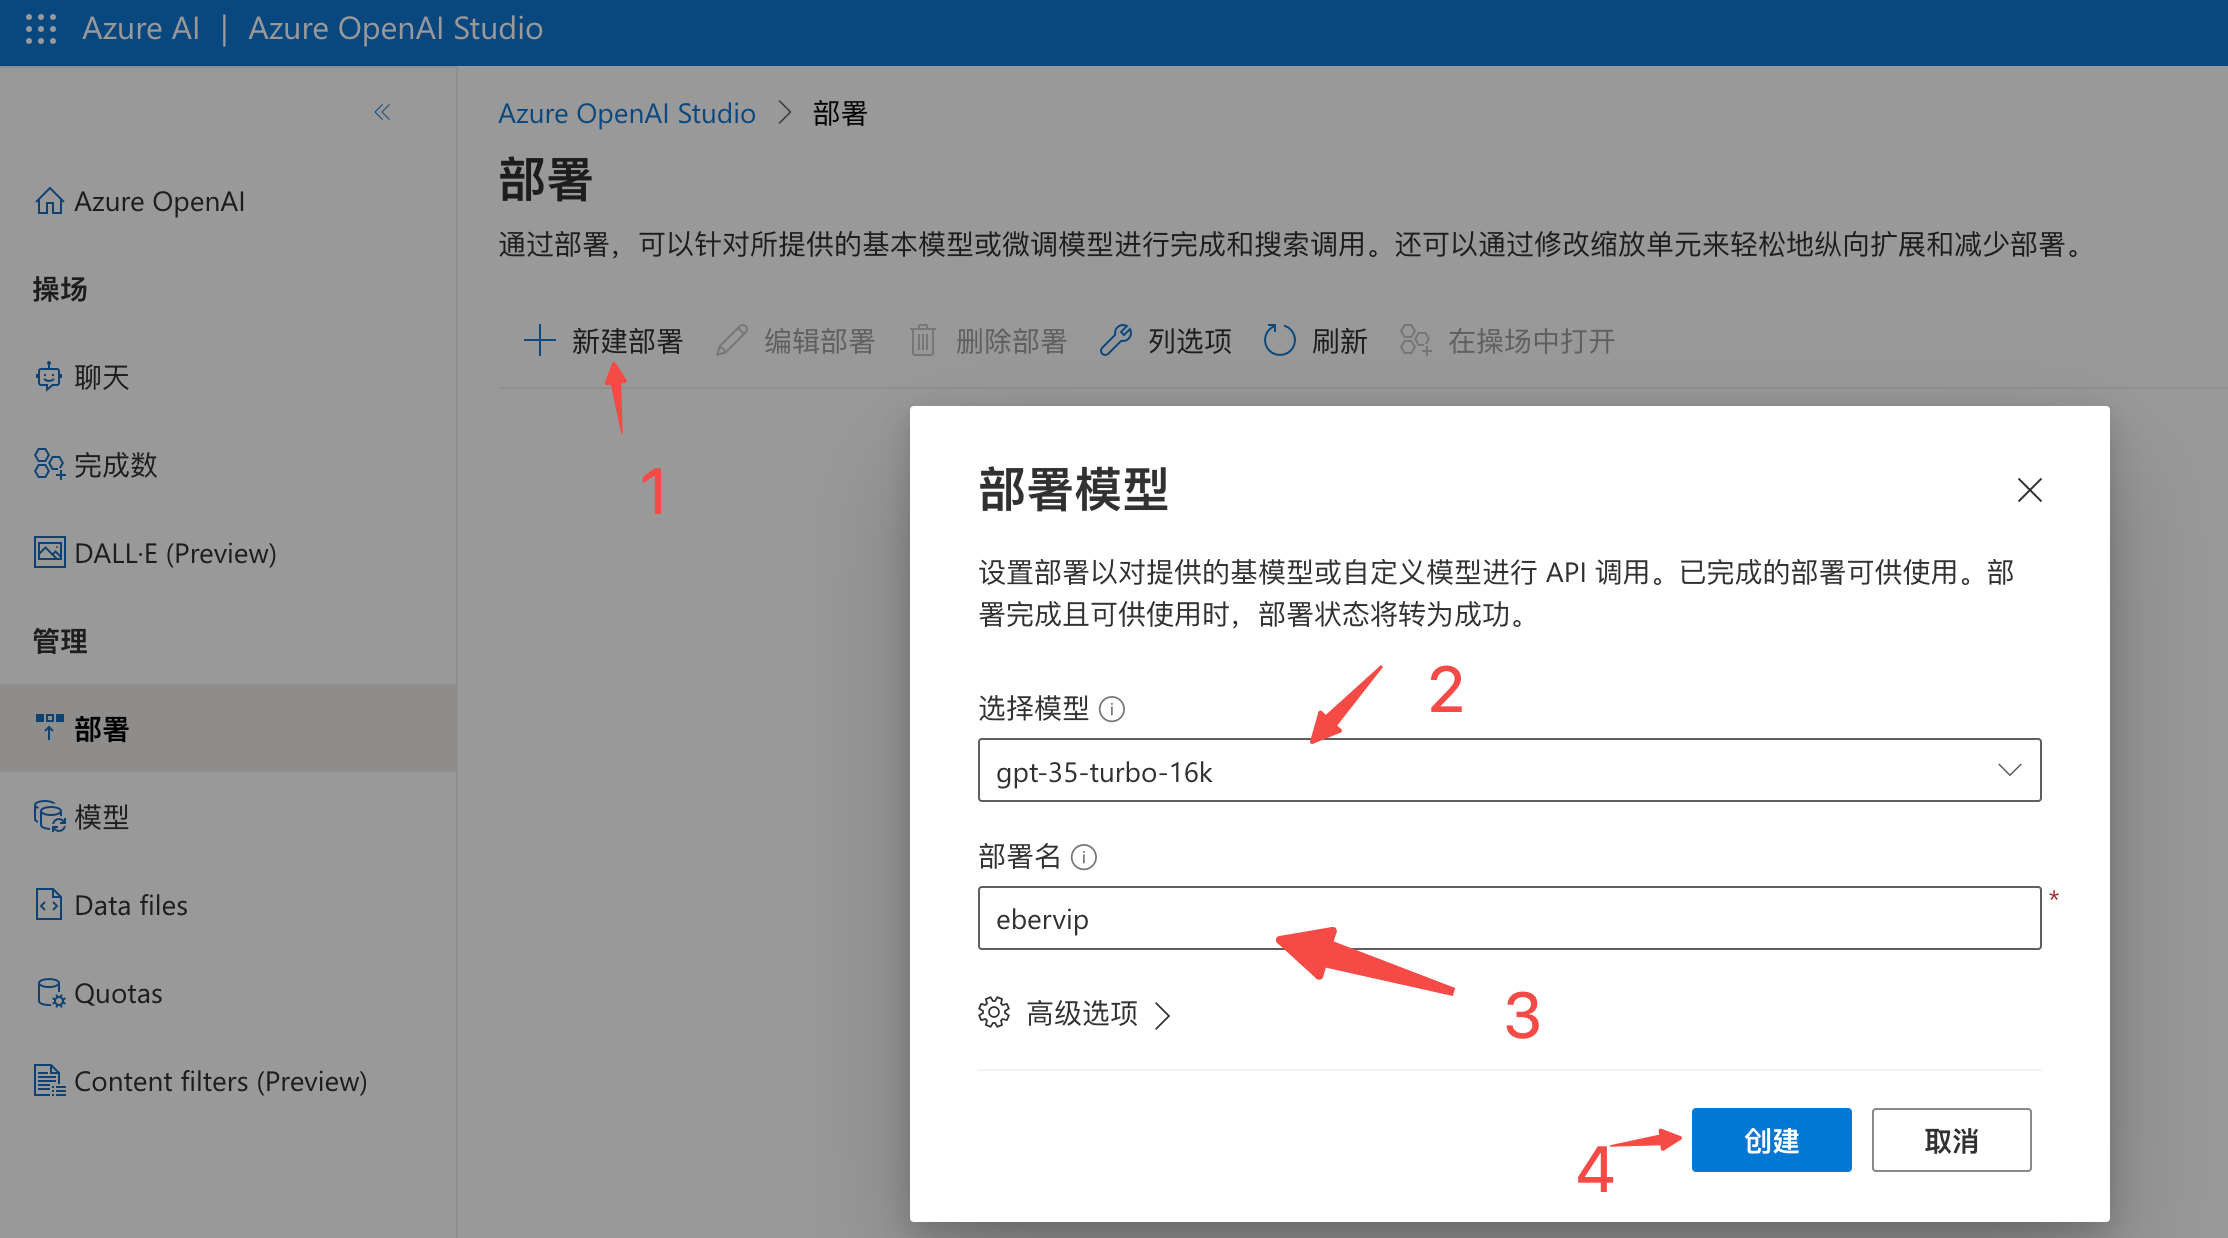 Azure AI | Azure OpenAI Studio
Azure OpenAI
操场
聊天
完成数
DALL·E (Preview)
管理
部署
模型
Data files
Quotas
Content filters (Preview)
Azure OpenAI Studio > 部署
部署
通过部署，可以针对所提供的基本模型或微调模型进行完成和搜索调用。还可以通过修改缩放单元来轻松地纵向扩展和减少部署。
新建部署 编辑部署 删除部署 列选项 刷新 在操场中打开
1
部署模型
设置部署以对提供的基模型或自定义模型进行 API 调用。已完成的部署可供使用。部
署完成且可供使用时，部署状态将转为成功。
2
选择模型
gpt-35-turbo-16k
部署名
ebervip *
高级选项
3
4
创建 取消